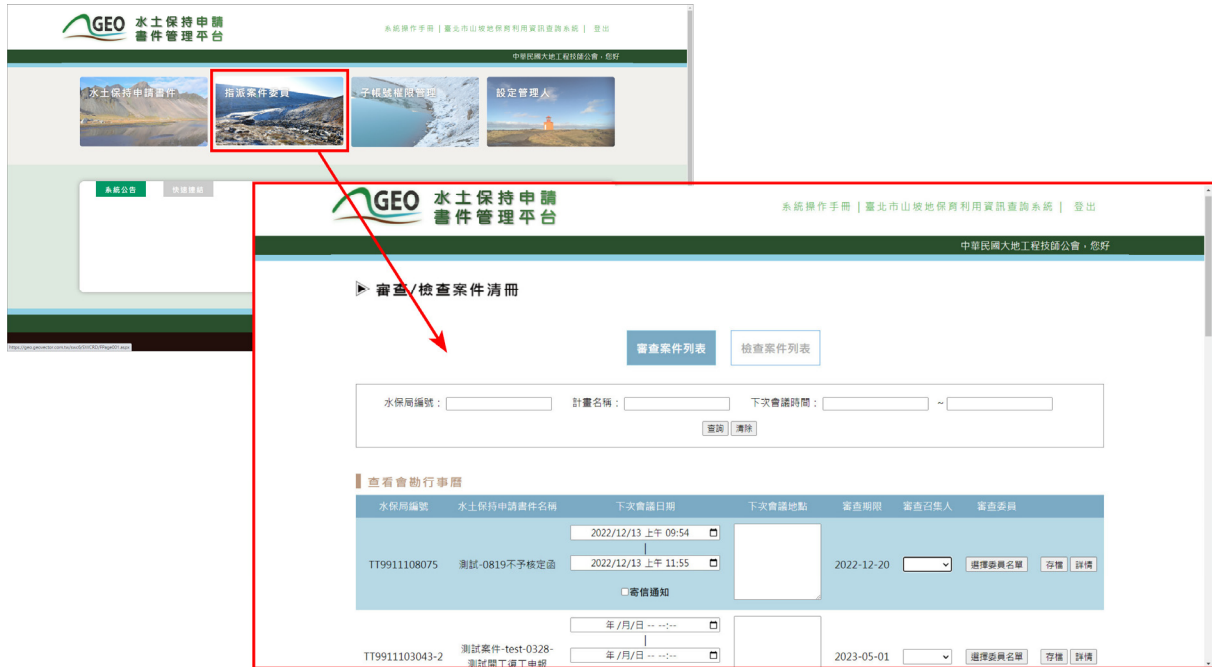 GEO 水土保持申請
書件管理平台
系統操作手冊 | 臺北市山坡地保育利用資訊查詢系統 | 登出
中華民國大地工程技師公會，您好
水土保持申請書件
指派案件委員
子帳號權限管理
設定管理人
系統公告
快速連結
GEO 水土保持申請
書件管理平台
系統操作手冊 | 臺北市山坡地保育利用資訊查詢系統 | 登出
中華民國大地工程技師公會，您好
審查/檢查案件清冊
審查案件列表
檢查案件列表
水保局編號： 計畫名稱： 下次會議時間： ~
查詢 清除
查看會勘行事曆
水保局編號 水土保持申請書件名稱 下次會議日期 下次會議地點 審查期限 審查召集人 審查委員
2022/12/13 上午 09:54
|
TT9911108075 測試-0819不予核定函 2022/12/13 上午 11:55 2022-12-20 選擇委員名單 存檔 詳情
寄信通知
年 /月/日 -- --:--
|
TT9911103043-2 測試案件-test-0328- 年 /月/日 -- --:-- 2023-05-01 選擇委員名單 存檔 詳情
測試開工復工申報